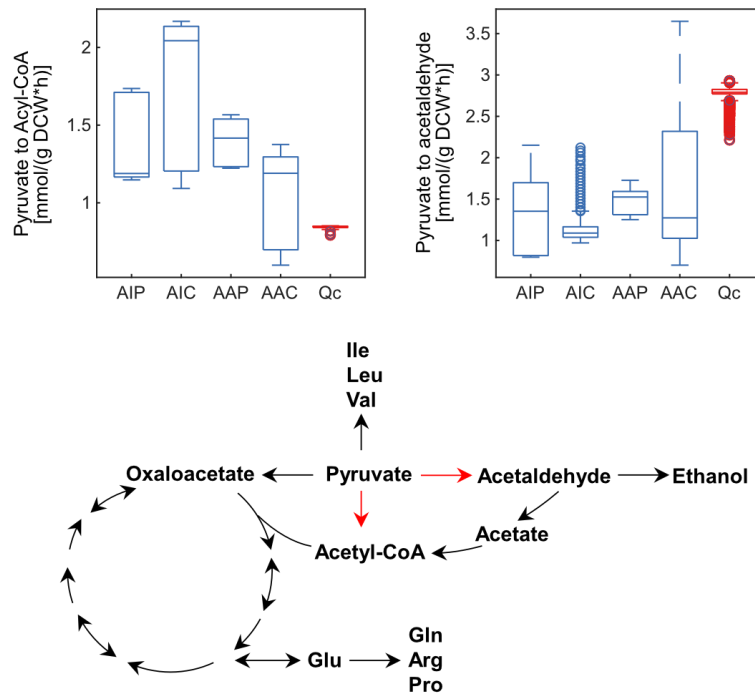 Pyruvate to Acyl-CoA
[mmol/(g DCW*h)]
2
1.5
1
AIP AIC AAP AAC Qc
Pyruvate to acetaldehyde
[mmol/(g DCW*h)]
3.5
3
2.5
2
1.5
1
AIP AIC AAP AAC Qc
Ile
Leu
Val
Oxaloacetate Pyruvate Acetaldehyde Ethanol
Acetate
Acetyl-CoA
Gln
Glu Arg
Pro